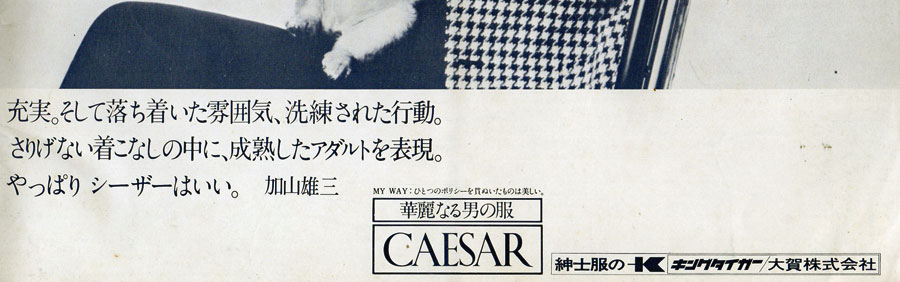 充実。そして落ち着いた雰囲気、洗練された行動。
さりげない着こなしの中に、成熟したアダルトを表現。
やっぱり シーザーはいい。 加山雄三
MY WAY：ひとつのポリシーを貫ぬいたものは美しい。
華麗なる男の服
CAESAR
紳士服の K キングタイガー/大賀株式会社